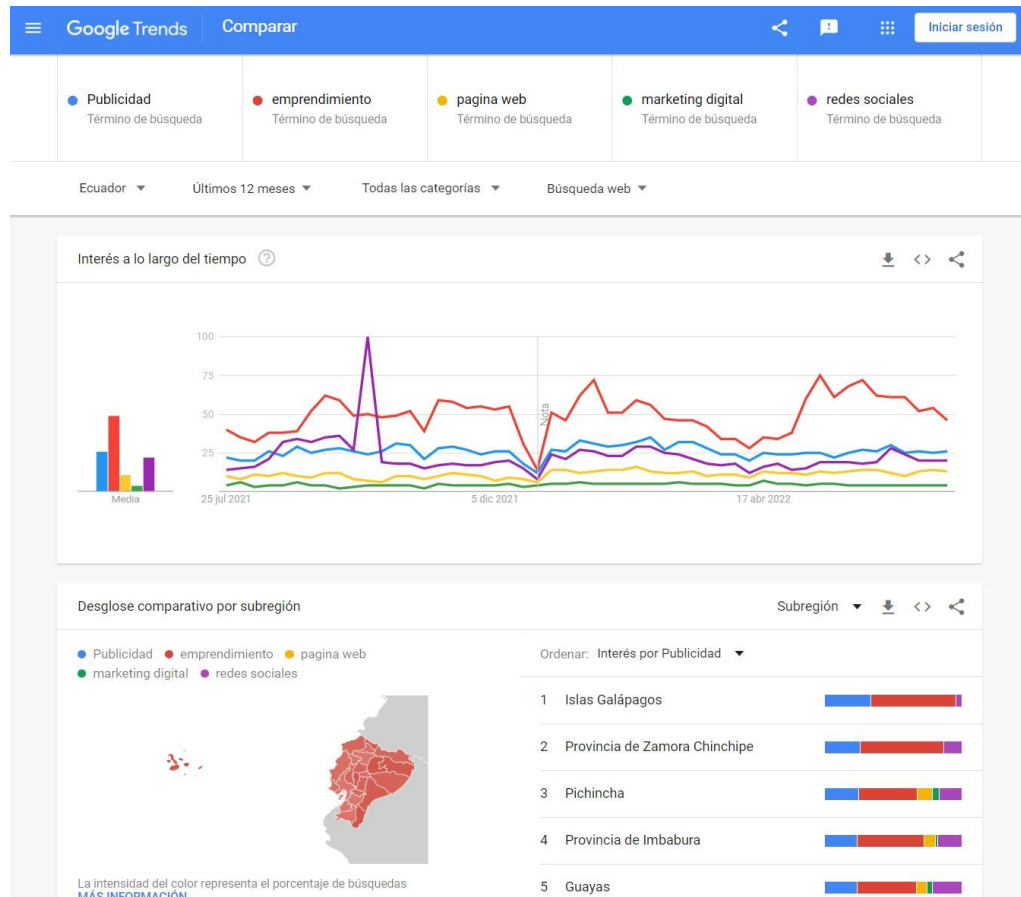 Google Trends Comparar Iniciar sesión
Publicidad emprendimiento pagina web marketing digital redes sociales
Término de búsqueda Término de búsqueda Término de búsqueda Término de búsqueda Término de búsqueda
Ecuador Últimos 12 meses Todas las categorías Búsqueda web
Interés a lo largo del tiempo ?
100
75
50
25
Nota
Media 25 jul 2021 5 dic 2021 17 abr 2022
Desglose comparativo por subregión Subregión
Publicidad emprendimiento pagina web
marketing digital redes sociales
Ordenar: Interés por Publicidad
1 Islas Galápagos
2 Provincia de Zamora Chinchipe
3 Pichincha
4 Provincia de Imbabura
5 Guayas
La intensidad del color representa el porcentaje de búsquedas
MÁS INFORMACIÓN